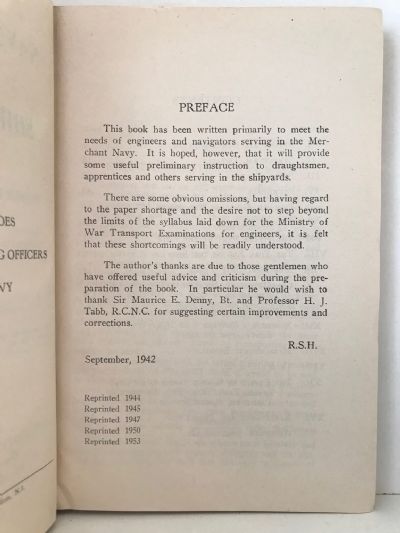 PREFACE
This book has been written primarily to meet the
needs of engineers and navigators serving in the Mer-
chant Navy. It is hoped, however, that it will provide
some useful preliminary instruction to draughtsmen,
apprentices and others serving in the shipyards.
There are some obvious omissions, but having regard
to the paper shortage and the desire not to step beyond
the limits of the syllabus laid down for the Ministry of
War Transport Examinations for engineers, it is felt
that these shortcomings will be readily understood.
The author's thanks are due to those gentlemen who
have offered useful advice and criticism during the pre-
paration of the book. In particular he would wish to
thank Sir Maurice E. Denny, Bt. and Professor H. J.
Tabb, R.C.N.C. for suggesting certain improvements and
corrections.
R.S.H.
September, 1942
Reprinted 1944
Reprinted 1945
Reprinted 1947
Reprinted 1950
Reprinted 1953
OFFICERS